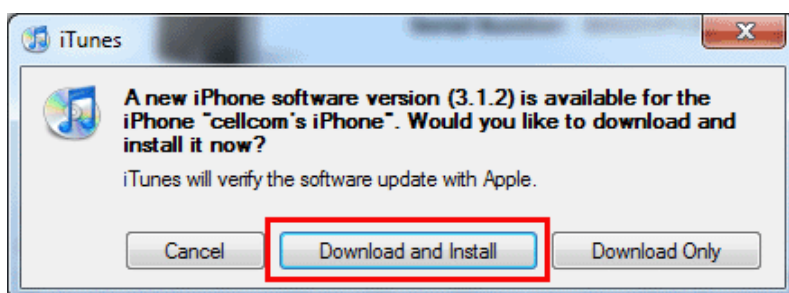 iTunes
A new iPhone software version (3.1.2) is available for the
iPhone "cellcom's iPhone". Would you like to download and
install it now?
iTunes will verify the software update with Apple.
Cancel Download and Install Download Only